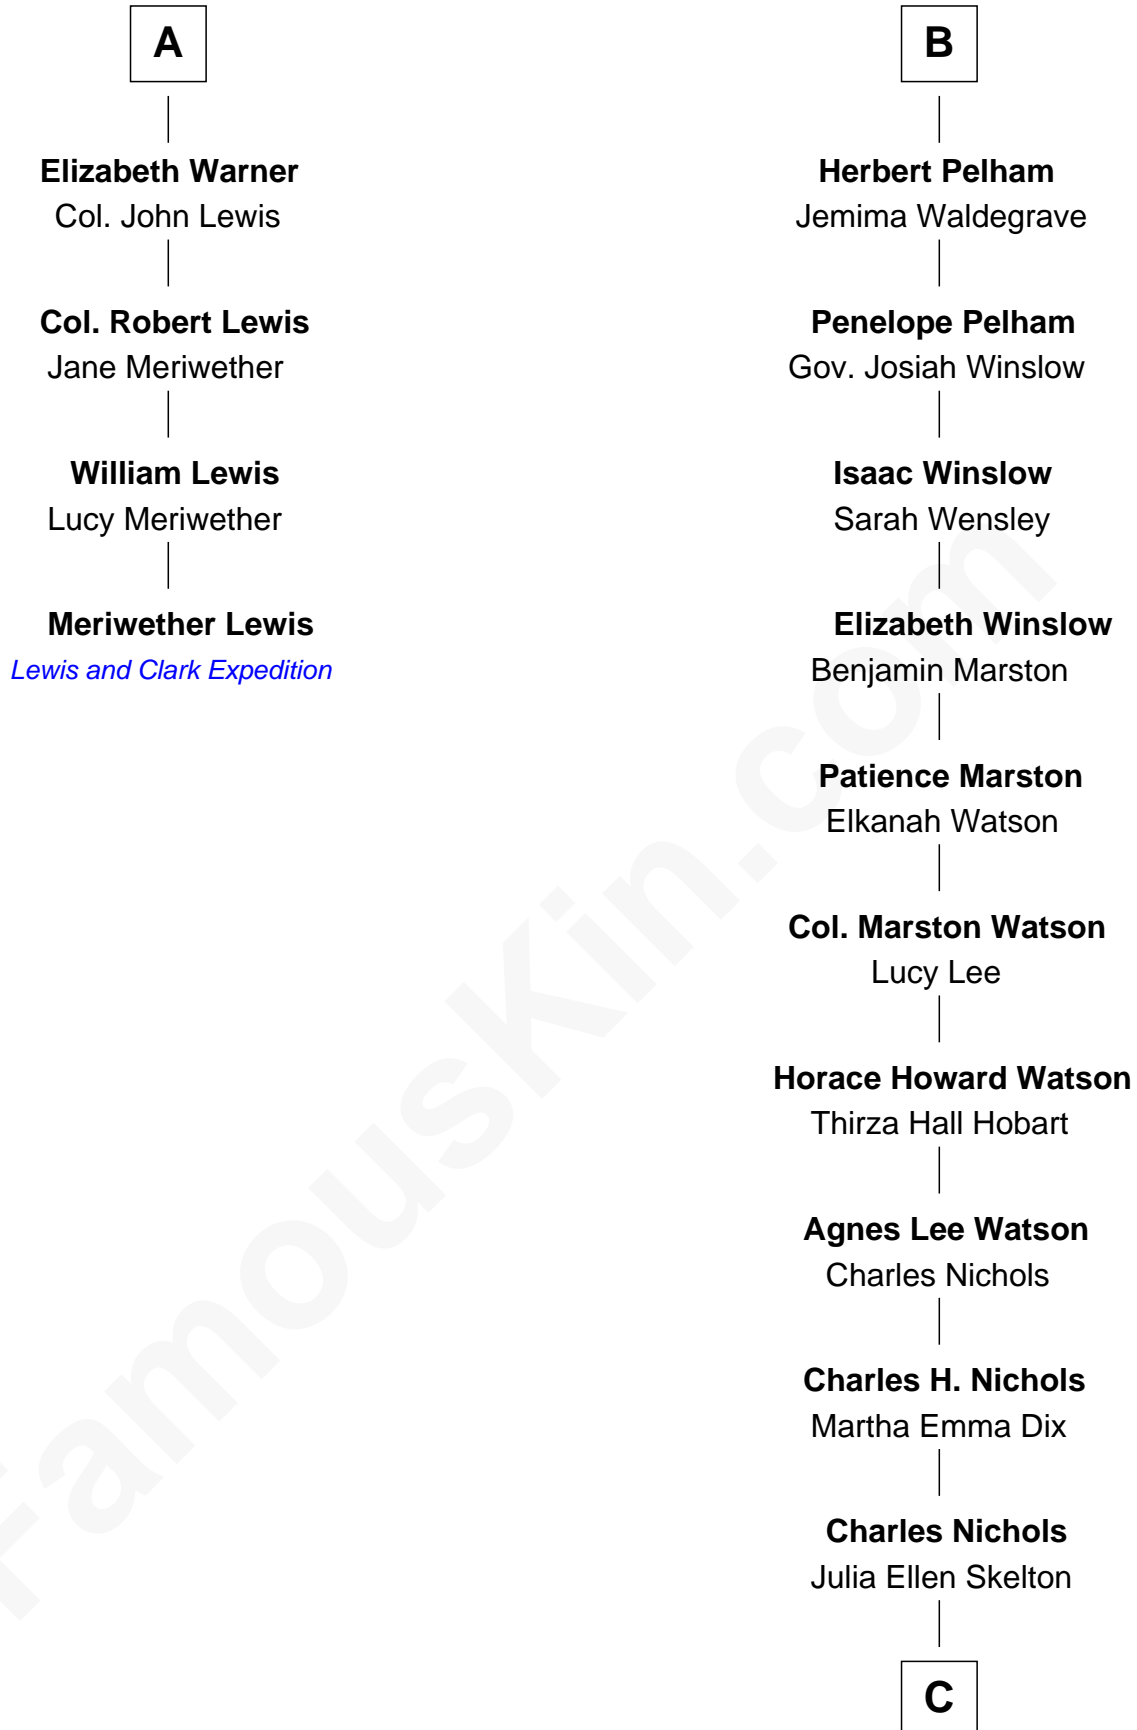 A
Elizabeth Warner
Col. John Lewis
Col. Robert Lewis
Jane Meriwether
William Lewis
Lucy Meriwether
Meriwether Lewis
Lewis and Clark Expedition
B
Herbert Pelham
Jemima Waldegrave
Penelope Pelham
Gov. Josiah Winslow
Isaac Winslow
Sarah Wensley
Elizabeth Winslow
Benjamin Marston
Patience Marston
Elkanah Watson
Col. Marston Watson
Lucy Lee
Horace Howard Watson
Thirza Hall Hobart
Agnes Lee Watson
Charles Nichols
Charles H. Nichols
Martha Emma Dix
Charles Nichols
Julia Ellen Skelton
C
FamousKin.com